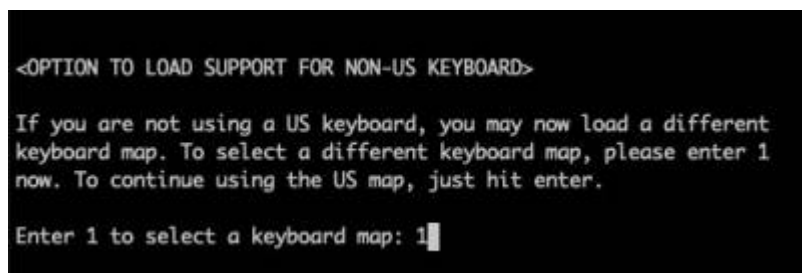 <OPTION TO LOAD SUPPORT FOR NON-US KEYBOARD>
If you are not using a US keyboard, you may now load a different
keyboard map. To select a different keyboard map, please enter 1
now. To continue using the US map, just hit enter.
Enter 1 to select a keyboard map: 1